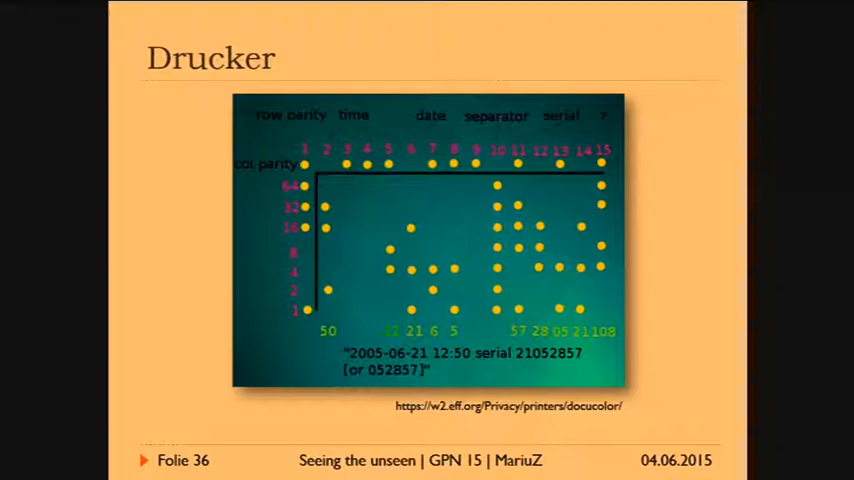 Drucker
row parity time date separator serial ?
1 2 3 4 5 6 7 8 9 10 11 12 13 14 15
col parity
64
32
16
8
4
2
1
50 12 21 6 5 57 28 05 21 108
"2005-06-21 12:50 serial 21052857
[or 052857]"
https://w2.eff.org/Privacy/printers/docucolor/
Folie 36 Seeing the unseen | GPN 15 | MariuZ 04.06.2015